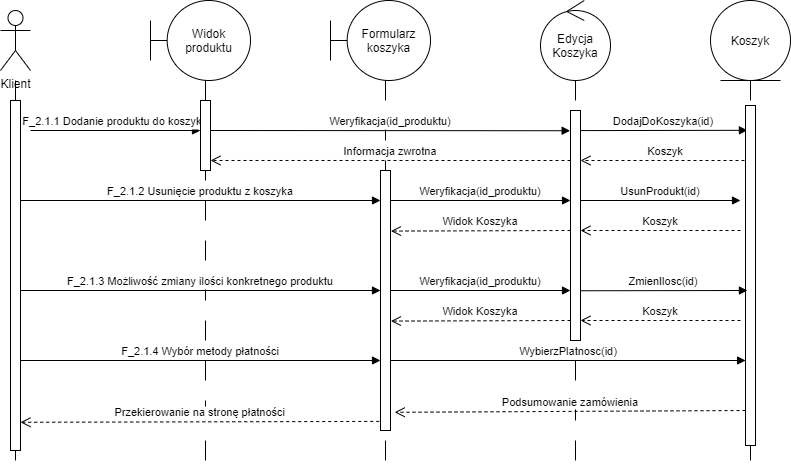 Widok
produktu
Formularz
koszyka
Edycja
Koszyka
Koszyk
Klient
F_2.1.1 Dodanie produktu do koszyk
Weryfikacja(id_produktu)
DodajDoKoszyka(id)
Informacja zwrotna
Koszyk
F_2.1.2 Usunięcie produktu z koszyka
Weryfikacja(id_produktu)
UsunProdukt(id)
Widok Koszyka
Koszyk
F_2.1.3 Możliwość zmiany ilości konkretnego produktu
Weryfikacja(id_produktu)
ZmienIlosc(id)
Widok Koszyka
Koszyk
F_2.1.4 Wybór metody płatności
WybierzPlatnosc(id)
Podsumowanie zamówienia
Przekierowanie na stronę płatności